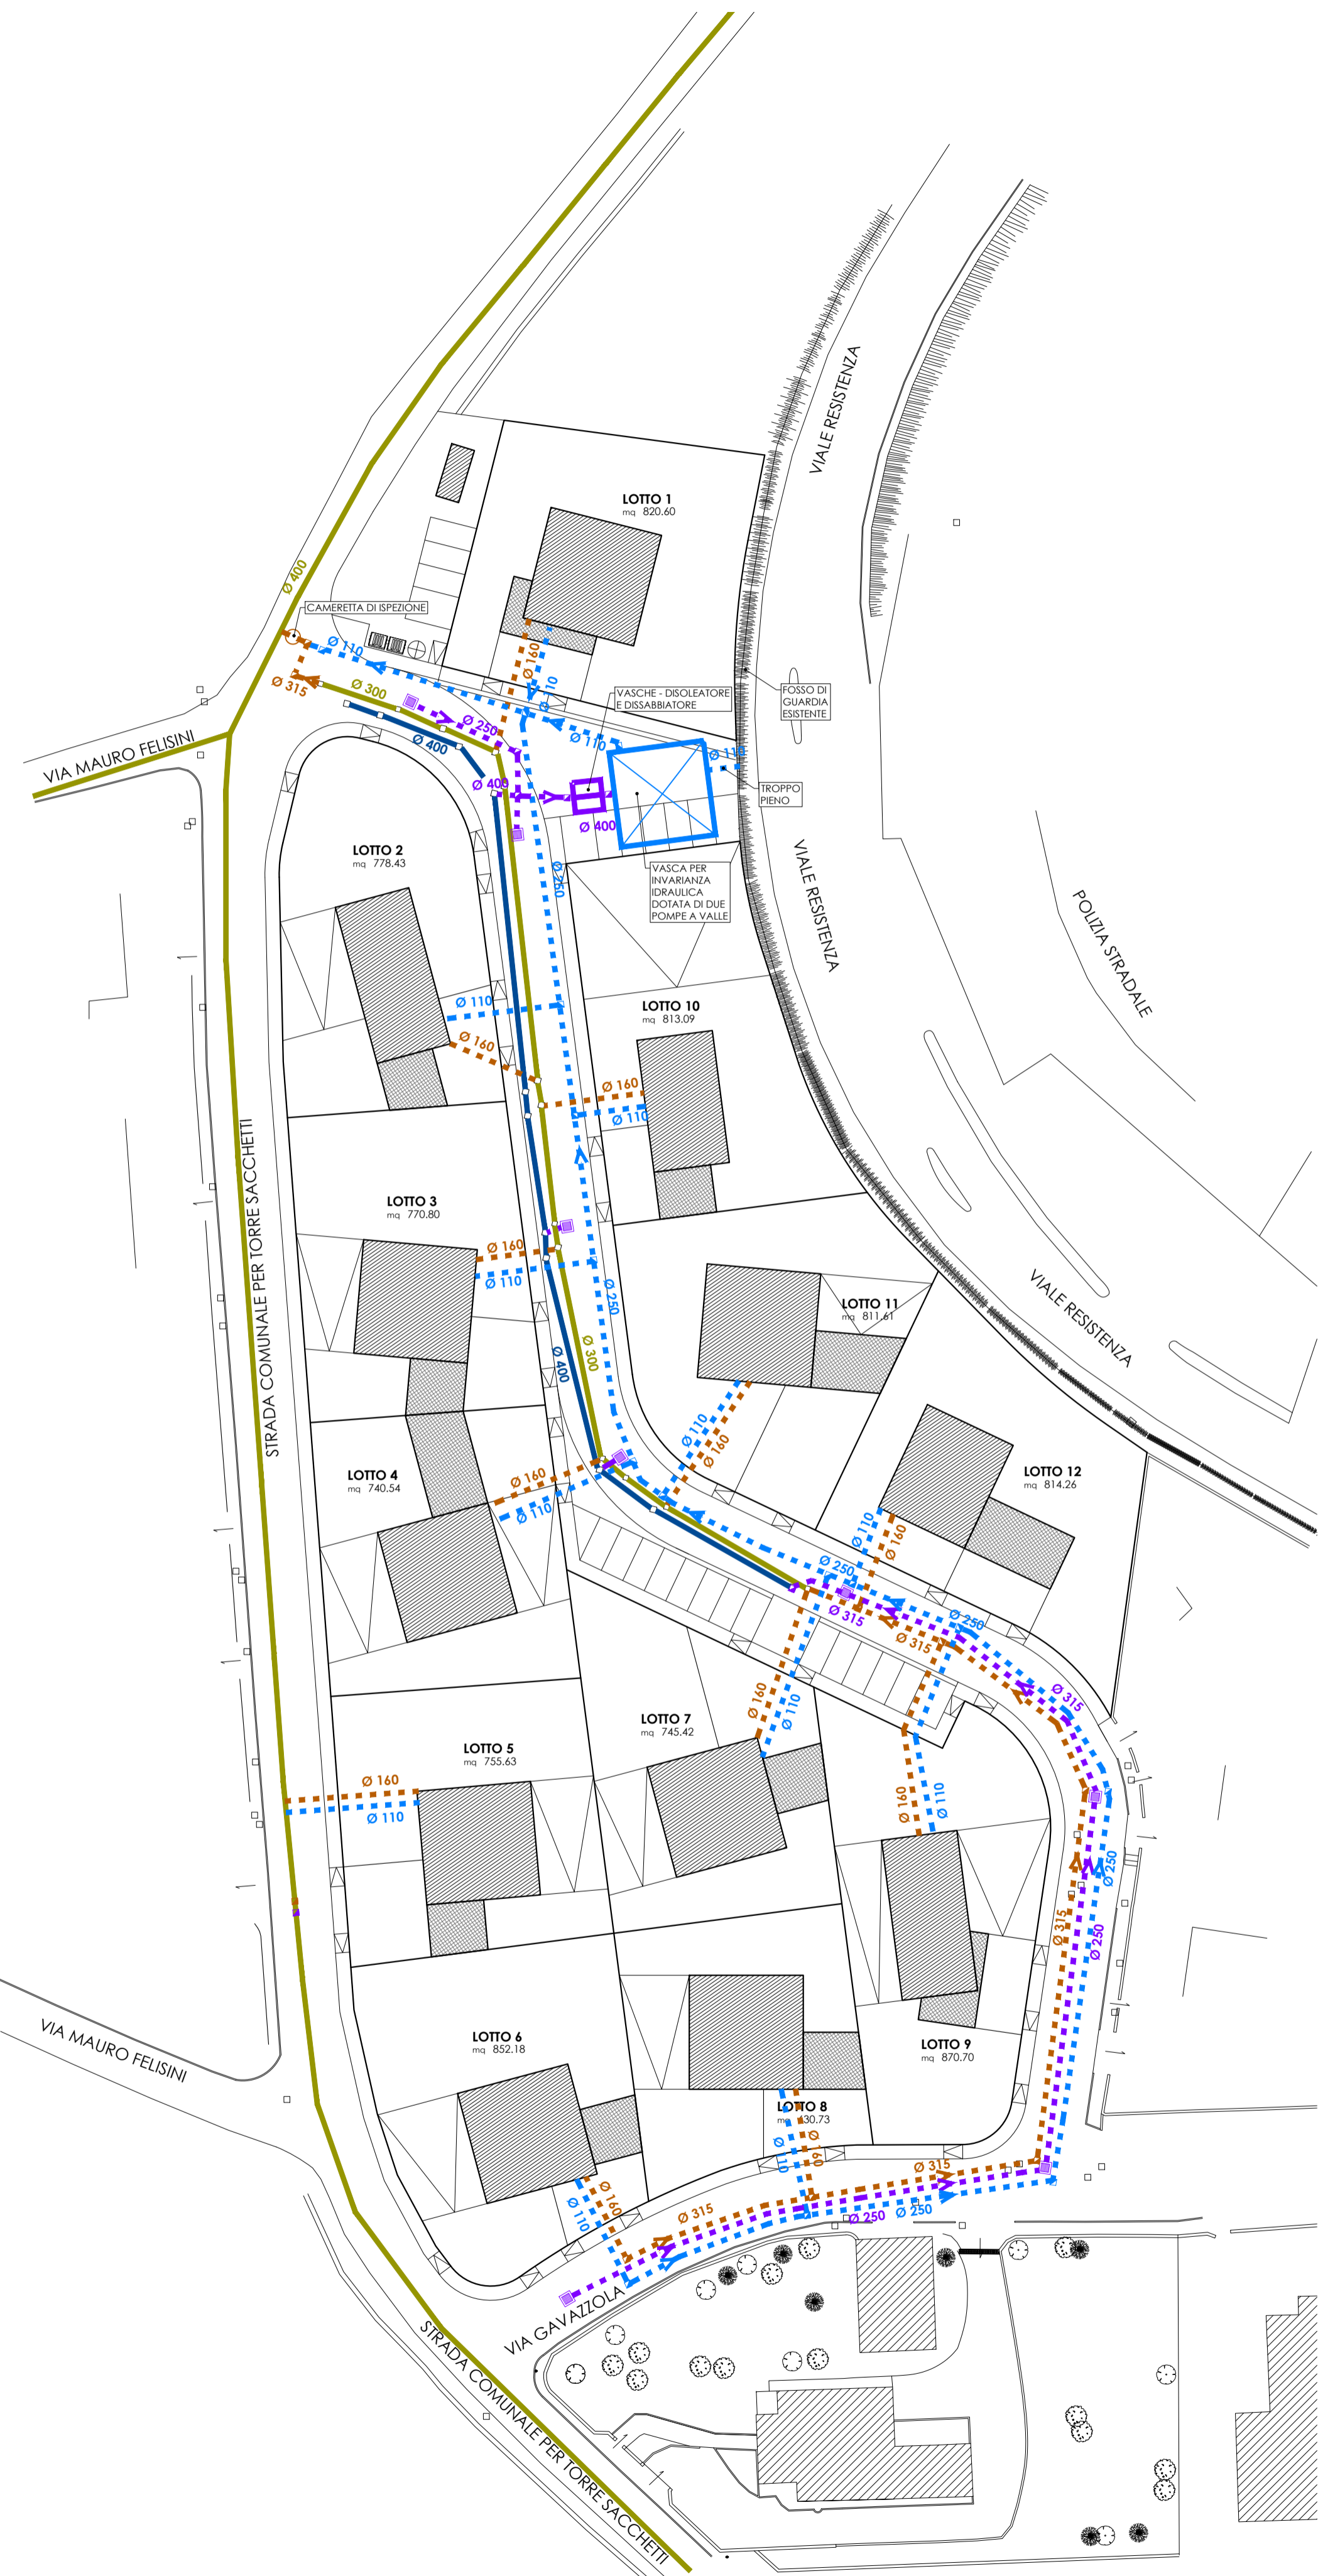 VIALE RESISTENZA
LOTTO 1
mq 820.60
Ø 400
CAMERETTA DI ISPEZIONE
Ø 110
Ø 160
Ø 110
Ø 315
Ø 300
Ø 250
VASCHE - DISOLEATORE
E DISSABBIATORE
FOSSO DI
GUARDIA
ESISTENTE
VIA MAURO FELISINI
Ø 400
Ø 110
Ø 110
Ø 400
TROPPO
PIENO
Ø 400
LOTTO 2
mq 778.43
Ø 250
VASCA PER
INVARIANZA
IDRAULICA
DOTATA DI DUE
POMPE A VALLE
VIALE RESISTENZA
POLIZIA STRADALE
Ø 110
LOTTO 10
mq 813.09
Ø 160
Ø 160
Ø 110
STRADA COMUNALE PER TORRE SACCHETTI
LOTTO 3
mq 770.80
Ø 160
Ø 110
Ø 250
LOTTO 11
mq 811.61
VIALE RESISTENZA
Ø 300
Ø 400
Ø 110
Ø 160
LOTTO 4
mq 740.54
Ø 160
Ø 110
LOTTO 12
mq 814.26
Ø 110
Ø 160
Ø 250
Ø 250
Ø 315
Ø 315
Ø 315
Ø 160
Ø 110
LOTTO 7
mq 745.42
LOTTO 5
mq 755.63
Ø 160
Ø 110
Ø 160
Ø 110
Ø 250
Ø 315
Ø 250
VIA MAURO FELISINI
LOTTO 6
mq 852.18
LOTTO 9
mq 870.70
LOTTO 8
mq 30.73
Ø 110
Ø 160
Ø 315
Ø 160
Ø 110
Ø 315
Ø 250
Ø 250
VIA GAVAZZOLA
STRADA COMUNALE PER TORRE SACCHETTI